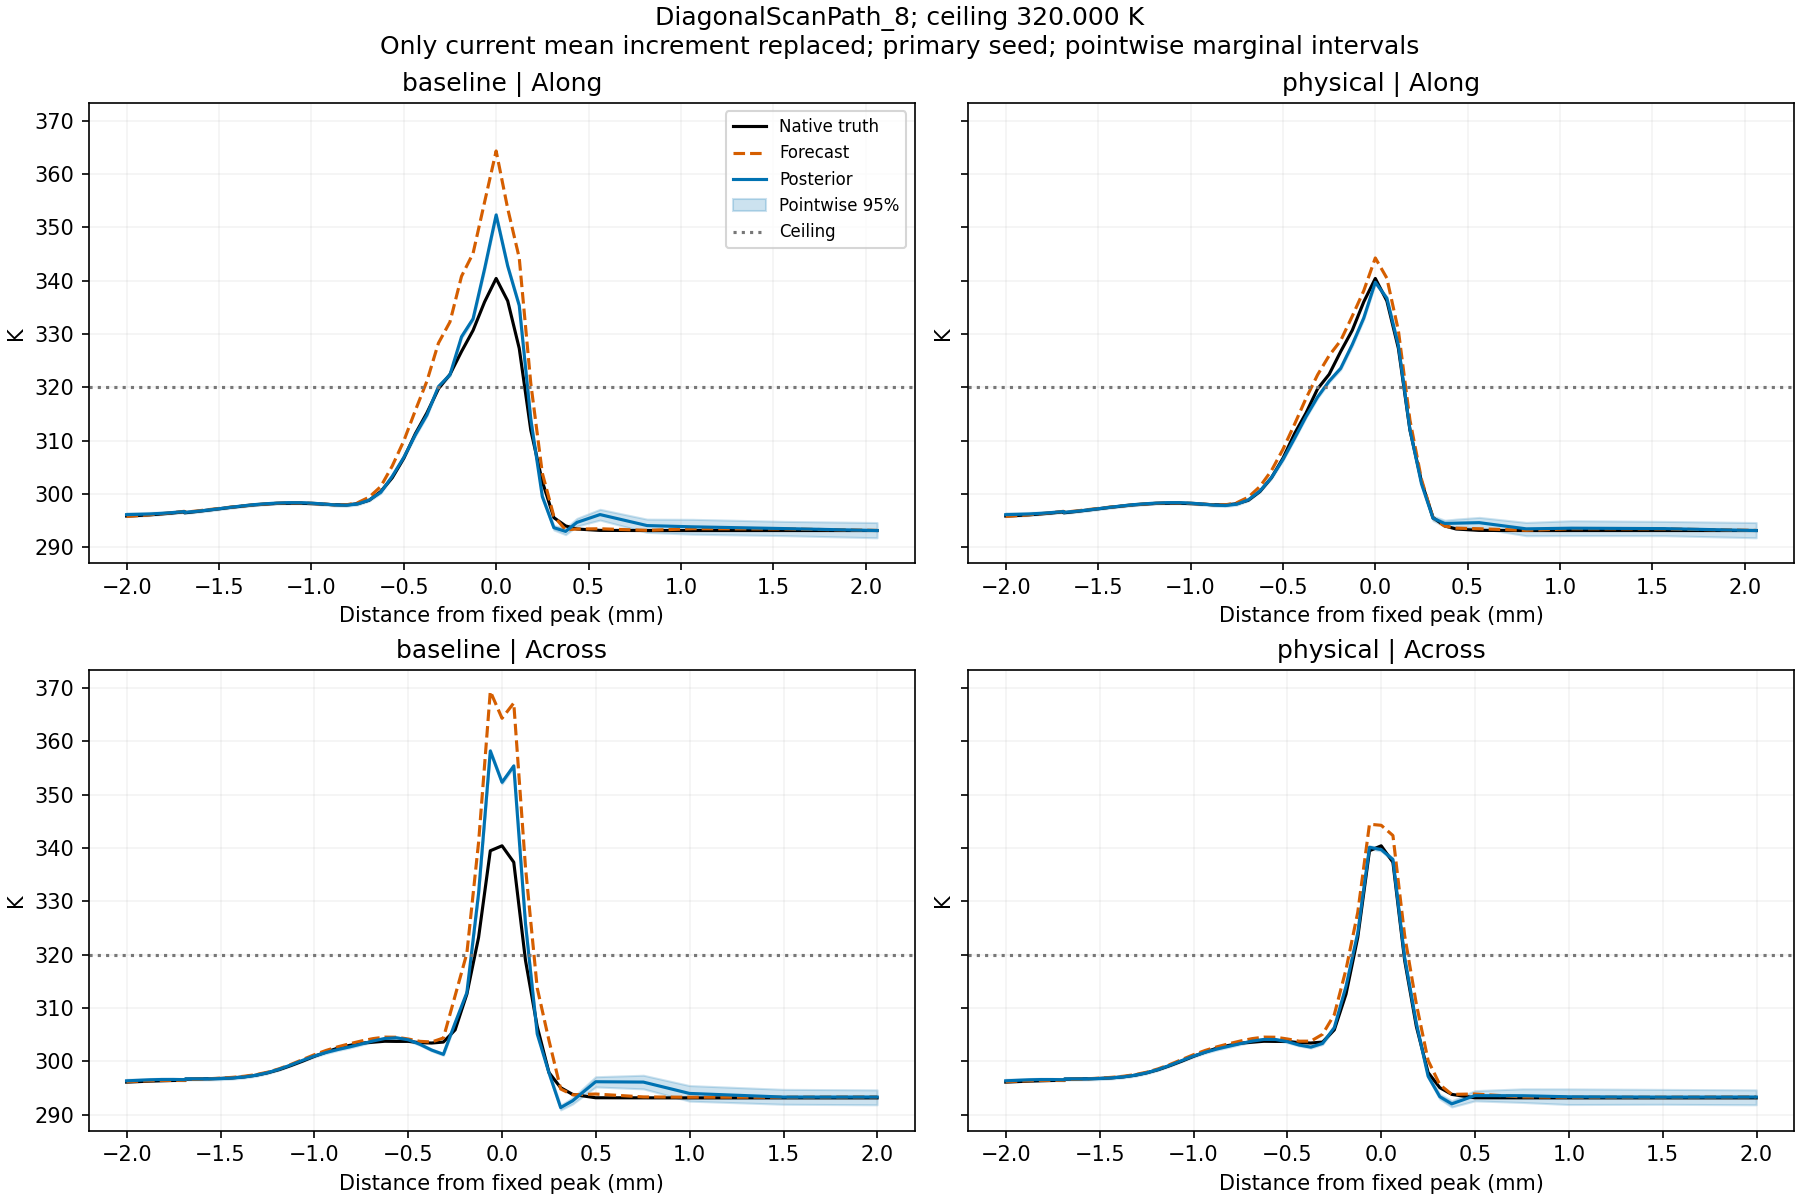 DiagonalScanPath_8; ceiling 320.000 K
Only current mean increment replaced; primary seed; pointwise marginal intervals
baseline | Along
370
360
350
340
330
320
310
300
290
K
−2.0 −1.5 −1.0 −0.5 0.0 0.5 1.0 1.5 2.0
Distance from fixed peak (mm)
Native truth
Forecast
Posterior
Pointwise 95%
Ceiling
physical | Along
K
−2.0 −1.5 −1.0 −0.5 0.0 0.5 1.0 1.5 2.0
Distance from fixed peak (mm)
baseline | Across
370
360
350
340
330
320
310
300
290
K
−2.0 −1.5 −1.0 −0.5 0.0 0.5 1.0 1.5 2.0
Distance from fixed peak (mm)
physical | Across
K
−2.0 −1.5 −1.0 −0.5 0.0 0.5 1.0 1.5 2.0
Distance from fixed peak (mm)